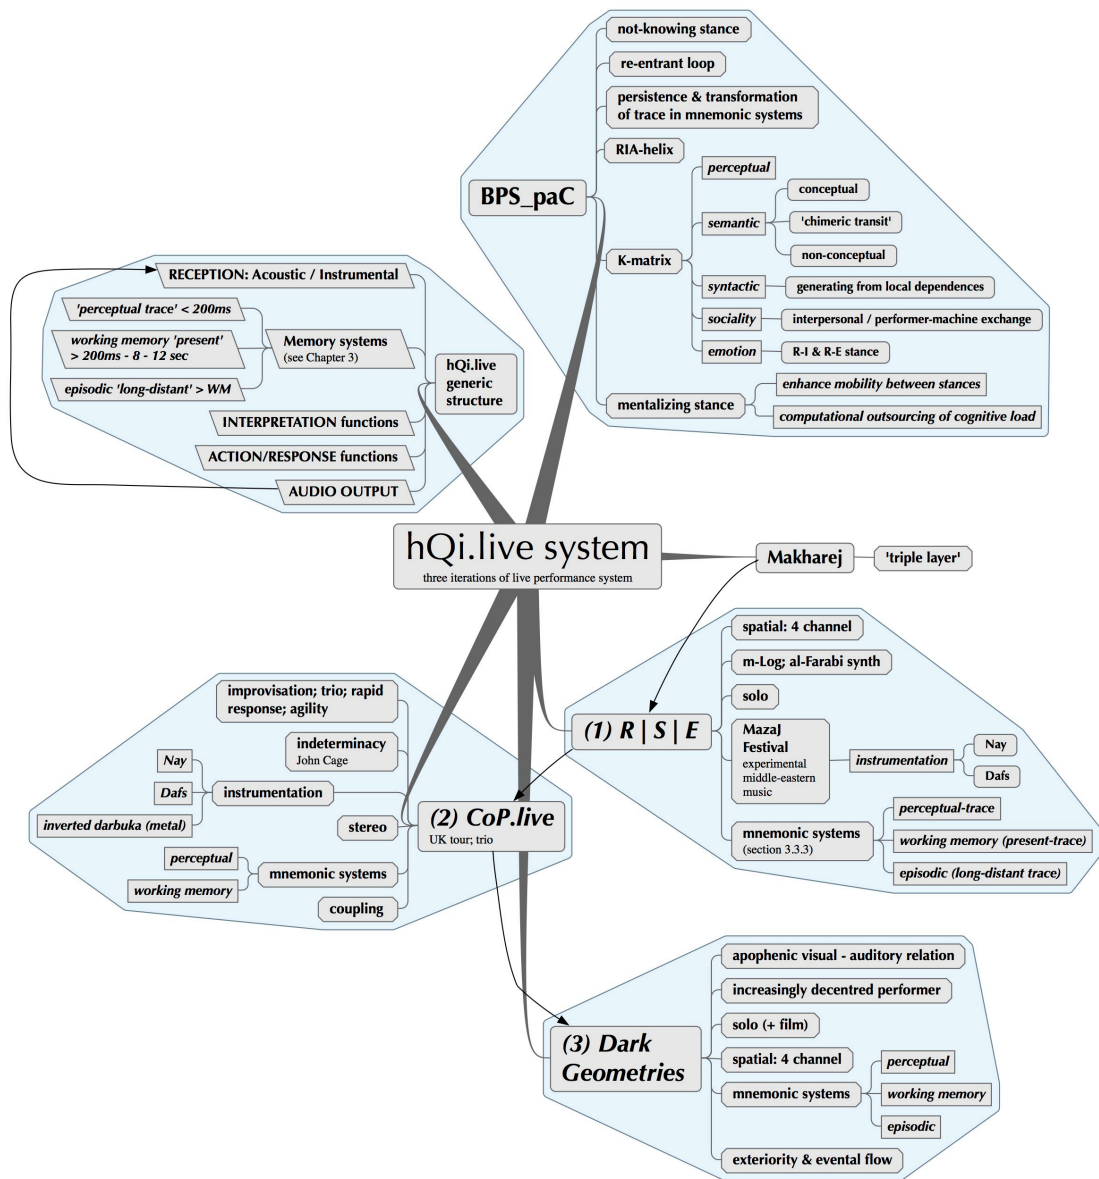 not-knowing stance
re-entrant loop
persistence & transformation
of trace in mnemonic systems
RIA-helix
BPS_paC
perceptual
conceptual
semantic
'chimeric transit'
non-conceptual
K-matrix
syntactic
generating from local dependences
sociality
interpersonal / performer-machine exchange
emotion
R-I & R-E stance
mentalizing stance
enhance mobility between stances
computational outsourcing of cognitive load
RECEPTION: Acoustic / Instrumental
'perceptual trace' < 200ms
working memory 'present'
> 200ms - 8 - 12 sec
episodic 'long-distant' > WM
Memory systems
(see Chapter 3)
hQi.live
generic
structure
INTERPRETATION functions
ACTION/RESPONSE functions
AUDIO OUTPUT
hQi.live system
three iterations of live performance system
Makharej
'triple layer'
(1) R | S | E
spatial: 4 channel
m-Log; al-Farabi synth
solo
MazaJ
Festival
experimental
middle-eastern
music
instrumentation
Nay
Dafs
mnemonic systems
(section 3.3.3)
perceptual-trace
working memory (present-trace)
episodic (long-distant trace)
improvisation; trio; rapid
response; agility
indeterminacy
John Cage
Nay
Dafs
inverted darbuka (metal)
instrumentation
stereo
(2) CoP.live
UK tour; trio
perceptual
working memory
mnemonic systems
coupling
(3) Dark
Geometries
apophenic visual - auditory relation
increasingly decentred performer
solo (+ film)
spatial: 4 channel
mnemonic systems
perceptual
working memory
episodic
exteriority & evental flow